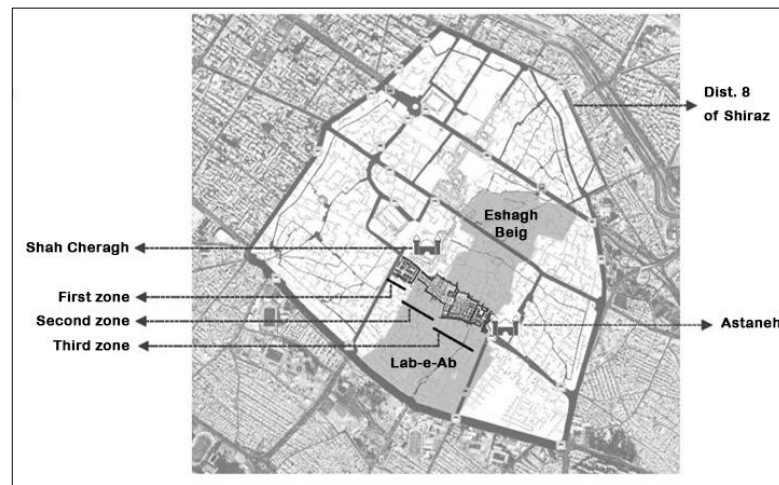 Dist. 8
of Shiraz
Eshagh
Beig
Shah Cheragh
First zone
Second zone
Astaneh
Third zone
Lab-e-Ab